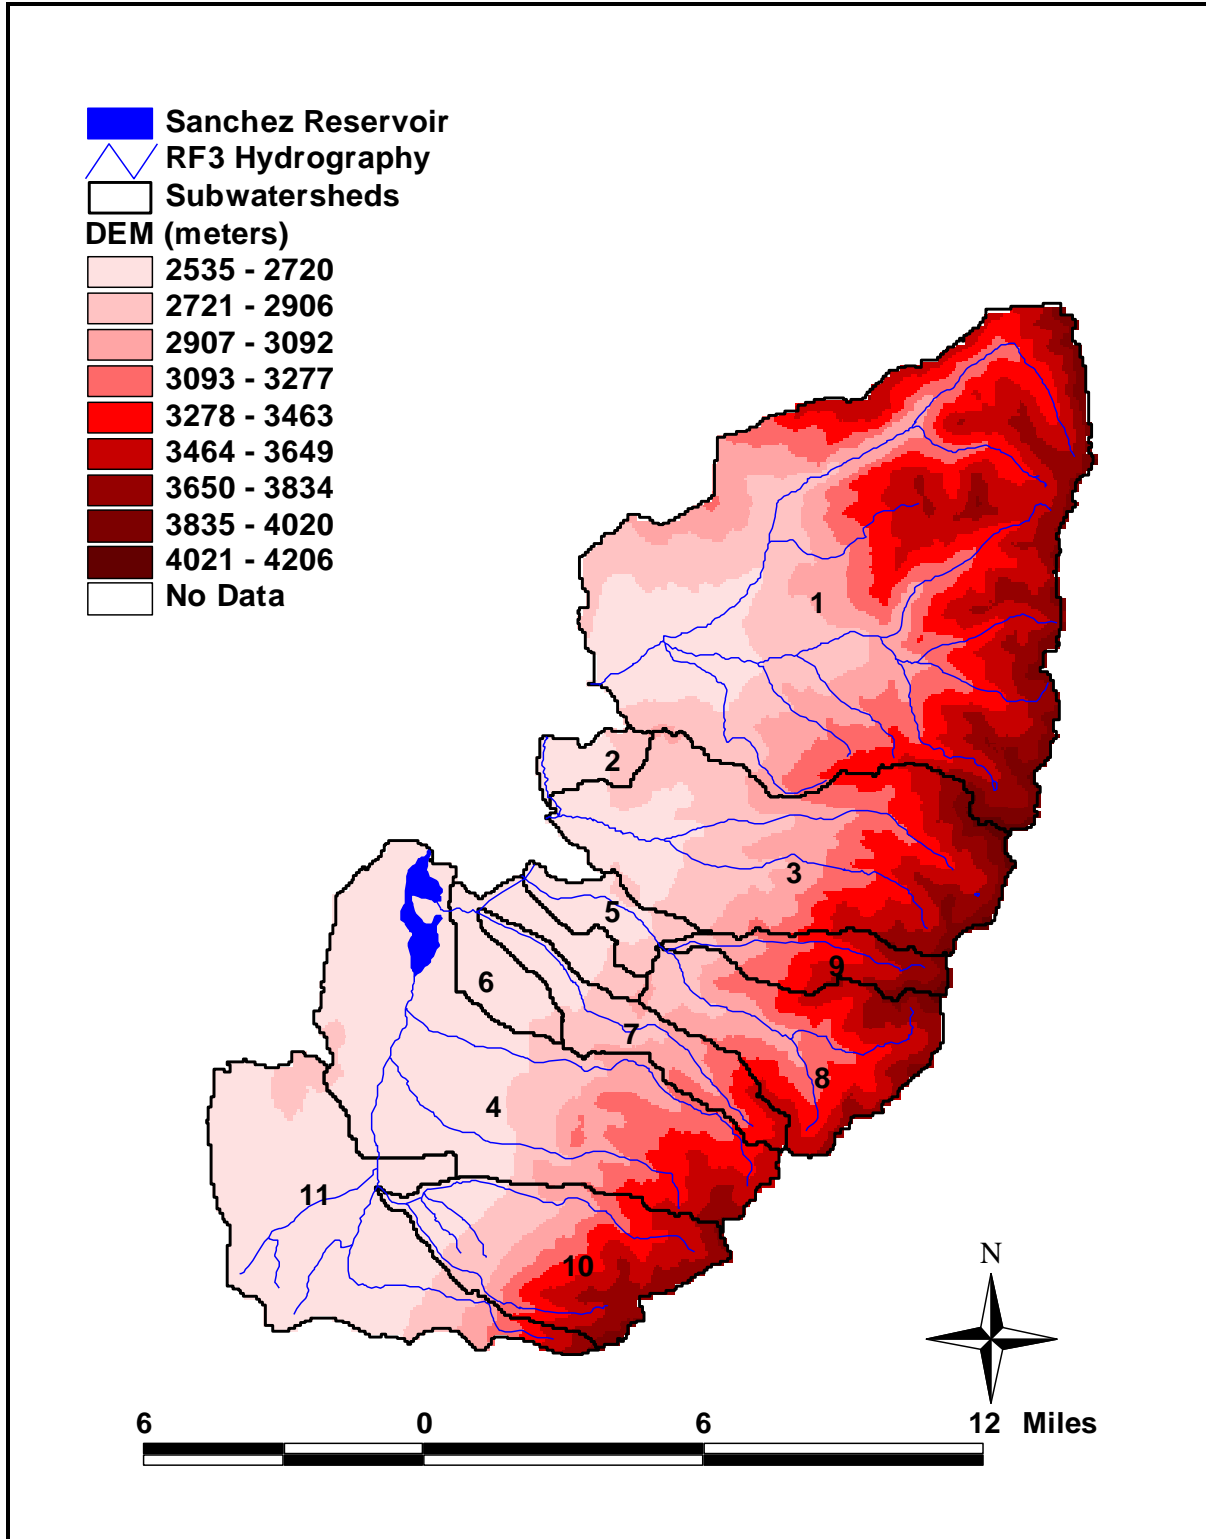 Sanchez Reservoir
RF3 Hydrography
Subwatersheds
DEM (meters)
2535 - 2720
2721 - 2906
2907 - 3092
3093 - 3277
3278 - 3463
3464 - 3649
3650 - 3834
3835 - 4020
4021 - 4206
No Data
1
2
3
5
9
6
7
8
4
11
10
N
6 0 6 12 Miles